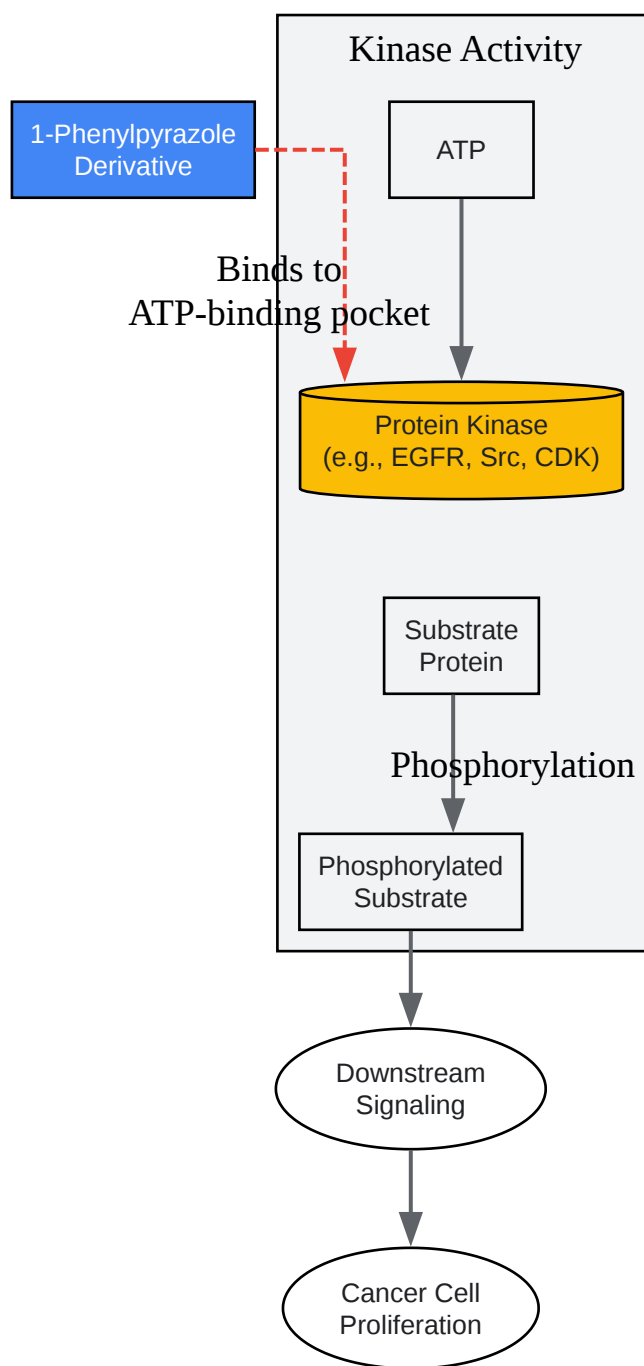 Kinase Activity
1-Phenylpyrazole
Derivative
ATP
Binds to
ATP-binding pocket
Protein Kinase
(e.g., EGFR, Src, CDK)
Substrate
Protein
Phosphorylation
Phosphorylated
Substrate
Downstream
Signaling
Cancer Cell
Proliferation